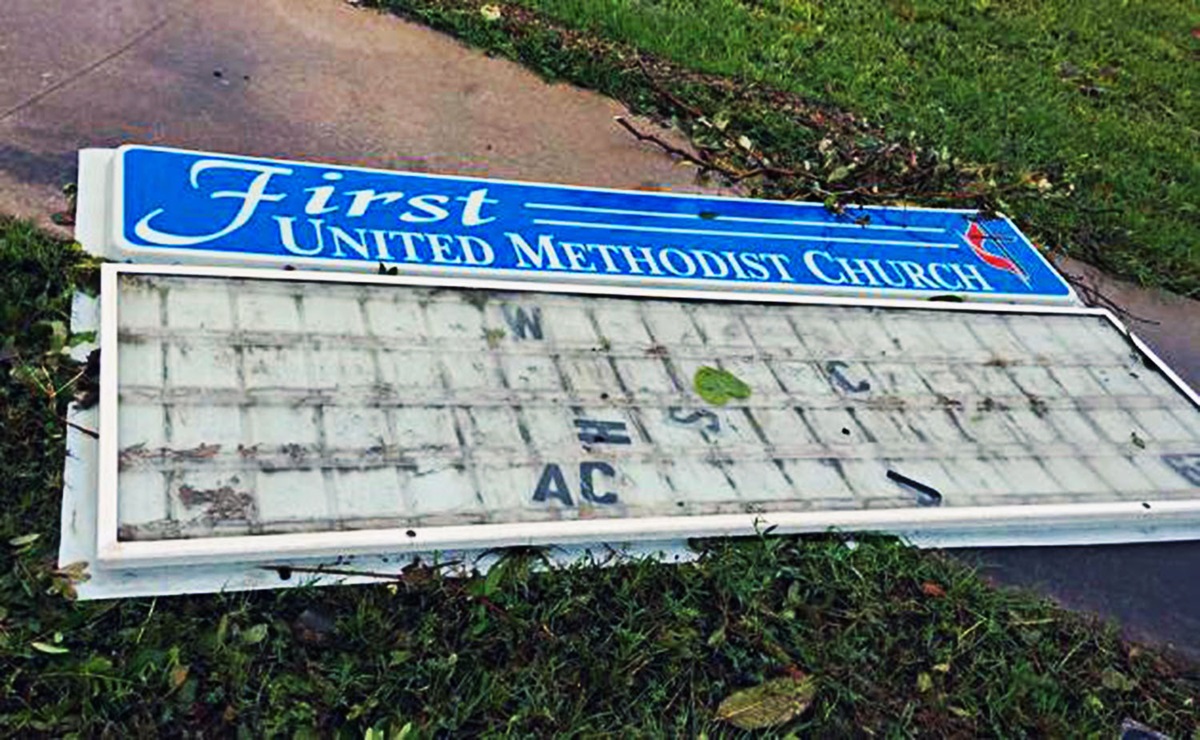 First
UNITED METHODIST CHURCH
W
C
H S
AC J